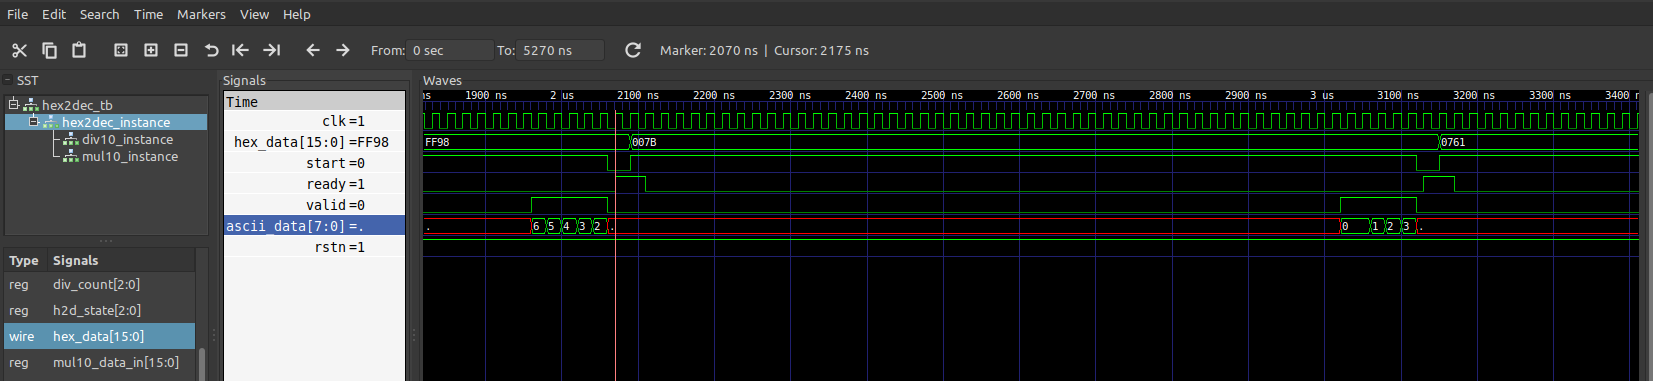 File Edit Search Time Markers View Help
From: 0 sec To: 5270 ns Marker: 2070 ns | Cursor: 2175 ns
SST
hex2dec_tb
hex2dec_instance
div10_instance
mul10_instance
Type Signals
reg div_count[2:0]
reg h2d_state[2:0]
wire hex_data[15:0]
reg mul10_data_in[15:0]
Signals
Time
clk=1
hex_data[15:0]=FF98
start=0
ready=1
valid=0
ascii_data[7:0]=.
rstn=1
Waves
ns 1900 ns 2 us 2100 ns 2200 ns 2300 ns 2400 ns 2500 ns 2600 ns 2700 ns 2800 ns 2900 ns 3 us 3100 ns 3200 ns 3300 ns 3400 n
FF98 007B 0761
. 6 5 4 3 2 . 0 1 2 3 .